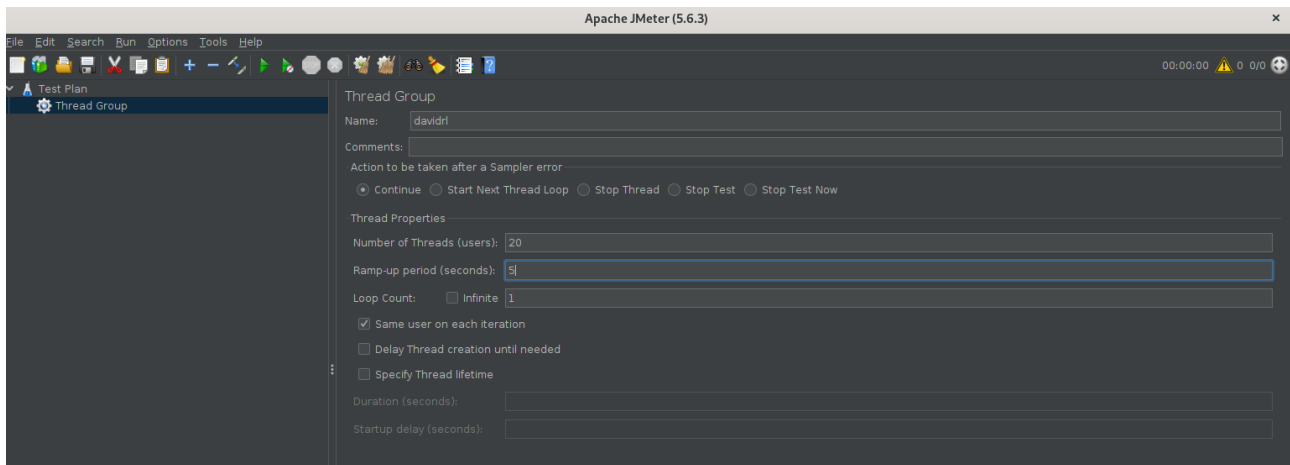 Apache JMeter (5.6.3) ×
File Edit Search Run Options Tools Help
00:00:00 0 0/0
Test Plan
Thread Group
Thread Group
Name: davidrl
Comments:
Action to be taken after a Sampler error
Continue Start Next Thread Loop Stop Thread Stop Test Stop Test Now
Thread Properties
Number of Threads (users): 20
Ramp-up period (seconds): 5
Loop Count: Infinite 1
Same user on each iteration
Delay Thread creation until needed
Specify Thread lifetime
Duration (seconds):
Startup delay (seconds):